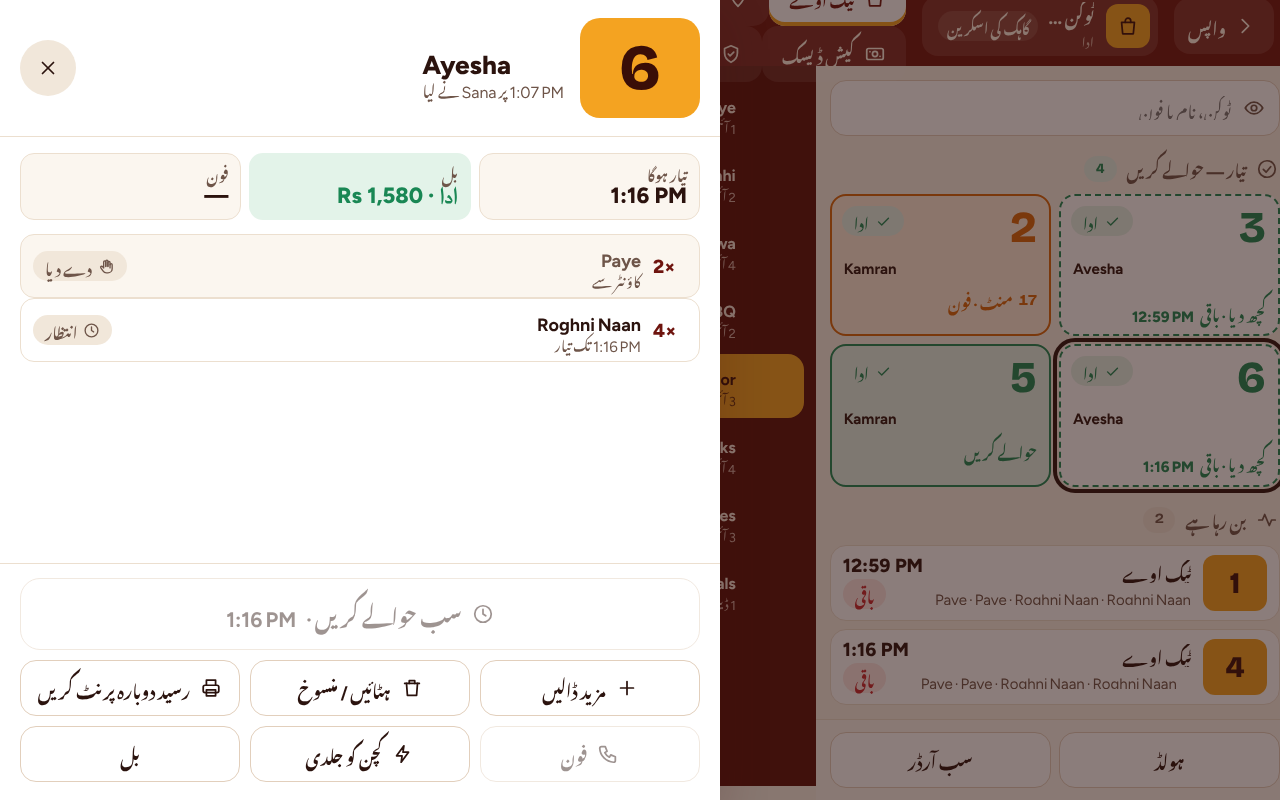 6
Ayesha
Sana نے لیا پر 1:07 PM
تیار ہوگا
1:16 PM
بل
ادا · Rs 1,580
فون
—
2×
Paye
کاؤنٹر سے
دے دیا
4×
Roghni Naan
1:16 PM تک تیار
انتظار
سب حوالے کریں · 1:16 PM
مزید ڈالیں
ہٹائیں / منسوخ
رسید دوبارہ پرنٹ کریں
فون
کچن کو جلدی
بل
واپس
ٹوکن ...
ادا
گاہک کی اسکرین
ٹیک اوے
کیش ڈیسک
ٹوکن، نام یا فون
تیار — حوالے کریں
4
3
ادا
Ayesha
کچھ دیا · باقی 12:59 PM
2
ادا
Kamran
17 منٹ · فون
6
ادا
Ayesha
کچھ دیا · باقی 1:16 PM
5
ادا
Kamran
حوالے کریں
بن رہا ہے
2
1
ٹیک اوے
12:59 PM
Paye · Paye · Roghni Naan · Roghni Naan
باقی
4
ٹیک اوے
1:16 PM
Paye · Paye · Roghni Naan · Roghni Naan
باقی
ہولڈ
سب آرڈر